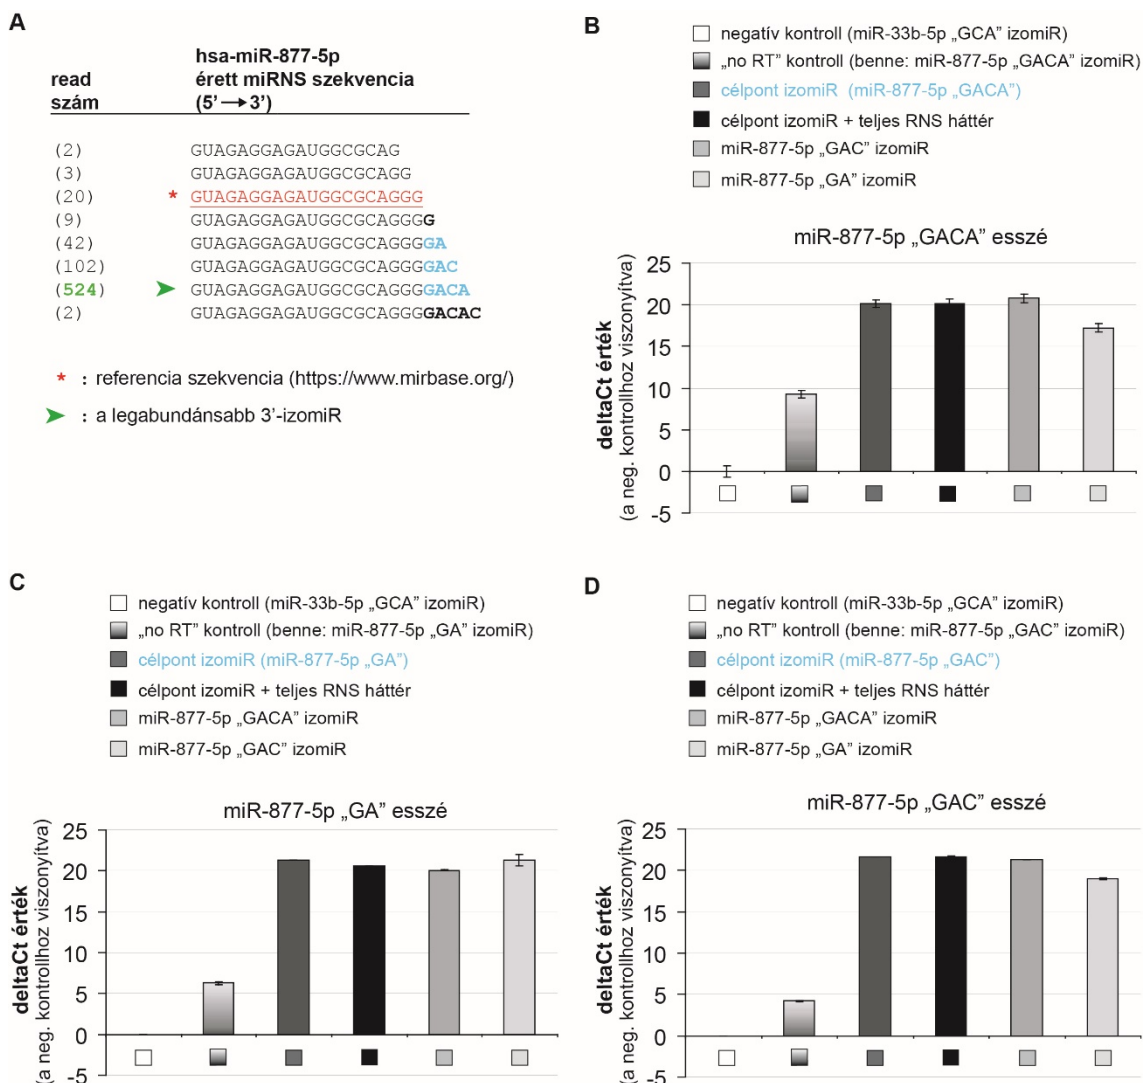 A
hsa-miR-877-5p
read érett miRNS szekvencia
szám (5' → 3')
(2) GUAGAGGAGAUGGCGCAG
(3) GUAGAGGAGAUGGCGCAGG
(20) * GUAGAGGAGAUGGCGCAGGG
(9) GUAGAGGAGAUGGCGCAGGGG
(42) GUAGAGGAGAUGGCGCAGGGGA
(102) GUAGAGGAGAUGGCGCAGGGGAC
(524) GUAGAGGAGAUGGCGCAGGGGACA
(2) GUAGAGGAGAUGGCGCAGGGGACAC
* : referencia szekvencia (https://www.mirbase.org/)
: a legabundánsabb 3'-izomiR
B
negatív kontroll (miR-33b-5p „GCA" izomiR)
„no RT" kontroll (benne: miR-877-5p „GACA" izomiR)
célpont izomiR (miR-877-5p „GACA")
célpont izomiR + teljes RNS háttér
miR-877-5p „GAC" izomiR
miR-877-5p „GA" izomiR
miR-877-5p „GACA" esszé
deltaCt érték
(a neg. kontrollhoz viszonyítva)
25
20
15
10
5
0
-5
C
negatív kontroll (miR-33b-5p „GCA" izomiR)
„no RT" kontroll (benne: miR-877-5p „GA" izomiR)
célpont izomiR (miR-877-5p „GA")
célpont izomiR + teljes RNS háttér
miR-877-5p „GACA" izomiR
miR-877-5p „GAC" izomiR
miR-877-5p „GA" esszé
deltaCt érték
(a neg. kontrollhoz viszonyítva)
25
20
15
10
5
0
-5
D
negatív kontroll (miR-33b-5p „GCA" izomiR)
„no RT" kontroll (benne: miR-877-5p „GAC" izomiR)
célpont izomiR (miR-877-5p „GAC")
célpont izomiR + teljes RNS háttér
miR-877-5p „GACA" izomiR
miR-877-5p „GA" izomiR
miR-877-5p „GAC" esszé
deltaCt érték
(a neg. kontrollhoz viszonyítva)
25
20
15
10
5
0
-5